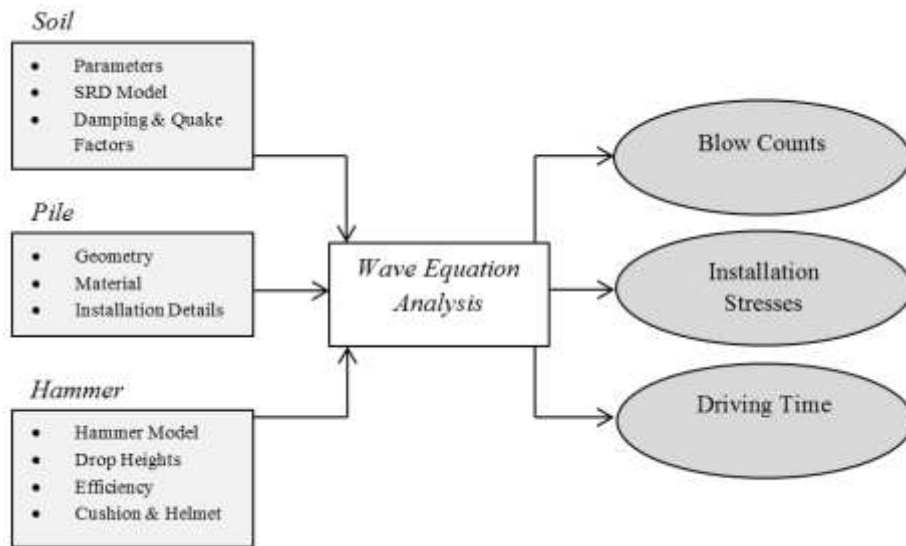 Soil
• Parameters
• SRD Model
• Damping & Quake
Factors
Pile
• Geometry
• Material
• Installation Details
Hammer
• Hammer Model
• Drop Heights
• Efficiency
• Cushion & Helmet
Wave Equation
Analysis
Blow Counts
Installation
Stresses
Driving Time